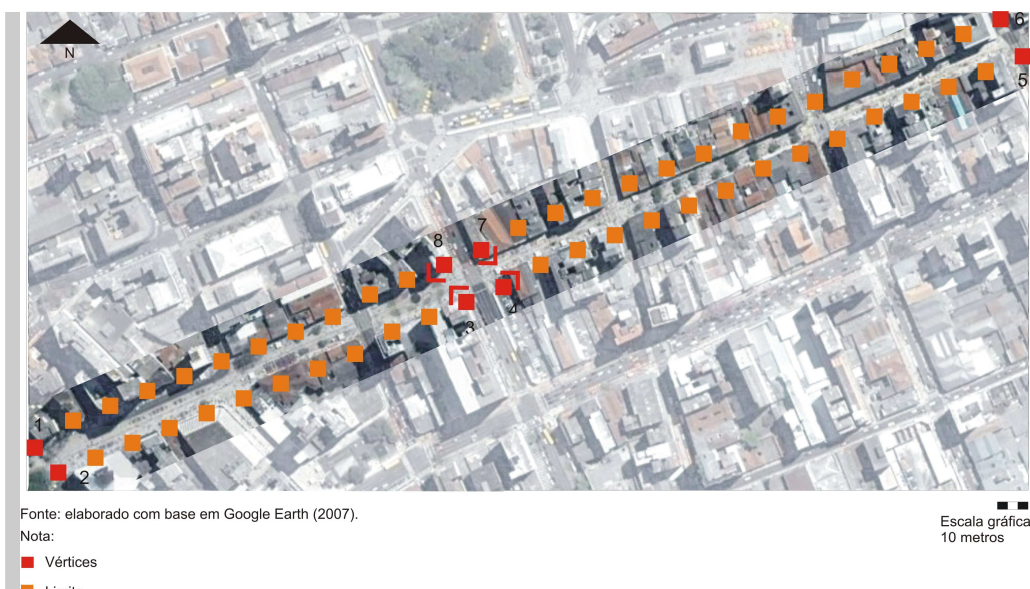 N
6
5
7
8
4
3
1
2
Fonte: elaborado com base em Google Earth (2007).
Nota:
Vértices
Escala gráfica
10 metros